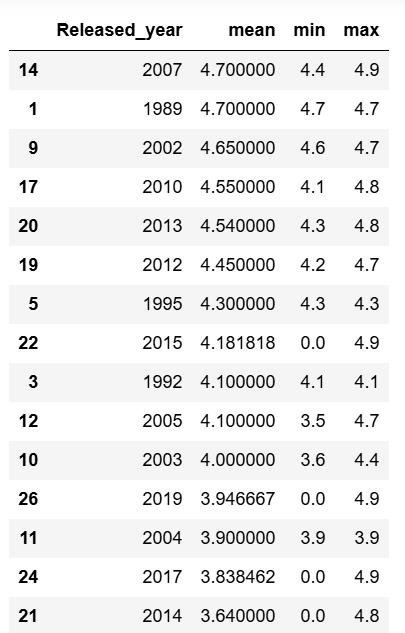 Released_year mean min max
14 2007 4.700000 4.4 4.9
1 1989 4.700000 4.7 4.7
9 2002 4.650000 4.6 4.7
17 2010 4.550000 4.1 4.8
20 2013 4.540000 4.3 4.8
19 2012 4.450000 4.2 4.7
5 1995 4.300000 4.3 4.3
22 2015 4.181818 0.0 4.9
3 1992 4.100000 4.1 4.1
12 2005 4.100000 3.5 4.7
10 2003 4.000000 3.6 4.4
26 2019 3.946667 0.0 4.9
11 2004 3.900000 3.9 3.9
24 2017 3.838462 0.0 4.9
21 2014 3.640000 0.0 4.8